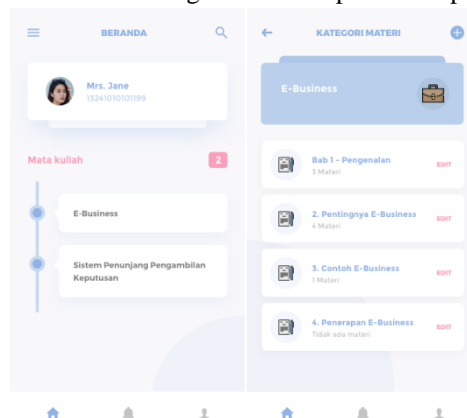 BERANDA
Mrs. Jane
13241010101199
Mata kuliah
2
E-Business
Sistem Penunjang Pengambilan
Keputusan
KATEGORI MATERI
E-Business
Bab 1 - Pengenalan
3 Materi
EDIT
2. Pentingnya E-Business
4 Materi
EDIT
3. Contoh E-Business
1 Materi
EDIT
4. Penerapan E-Business
Tidak ada materi
EDIT